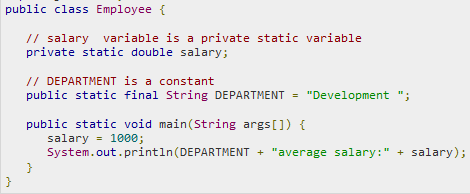 public class Employee {
// salary  variable is a private static variable
private static double salary;
// DEPARTMENT is a constant
public static final String DEPARTMENT = "Development ";
public static void main(String args[]) {
salary = 1000;
System.out.println(DEPARTMENT + "average salary:" + salary);
}
}